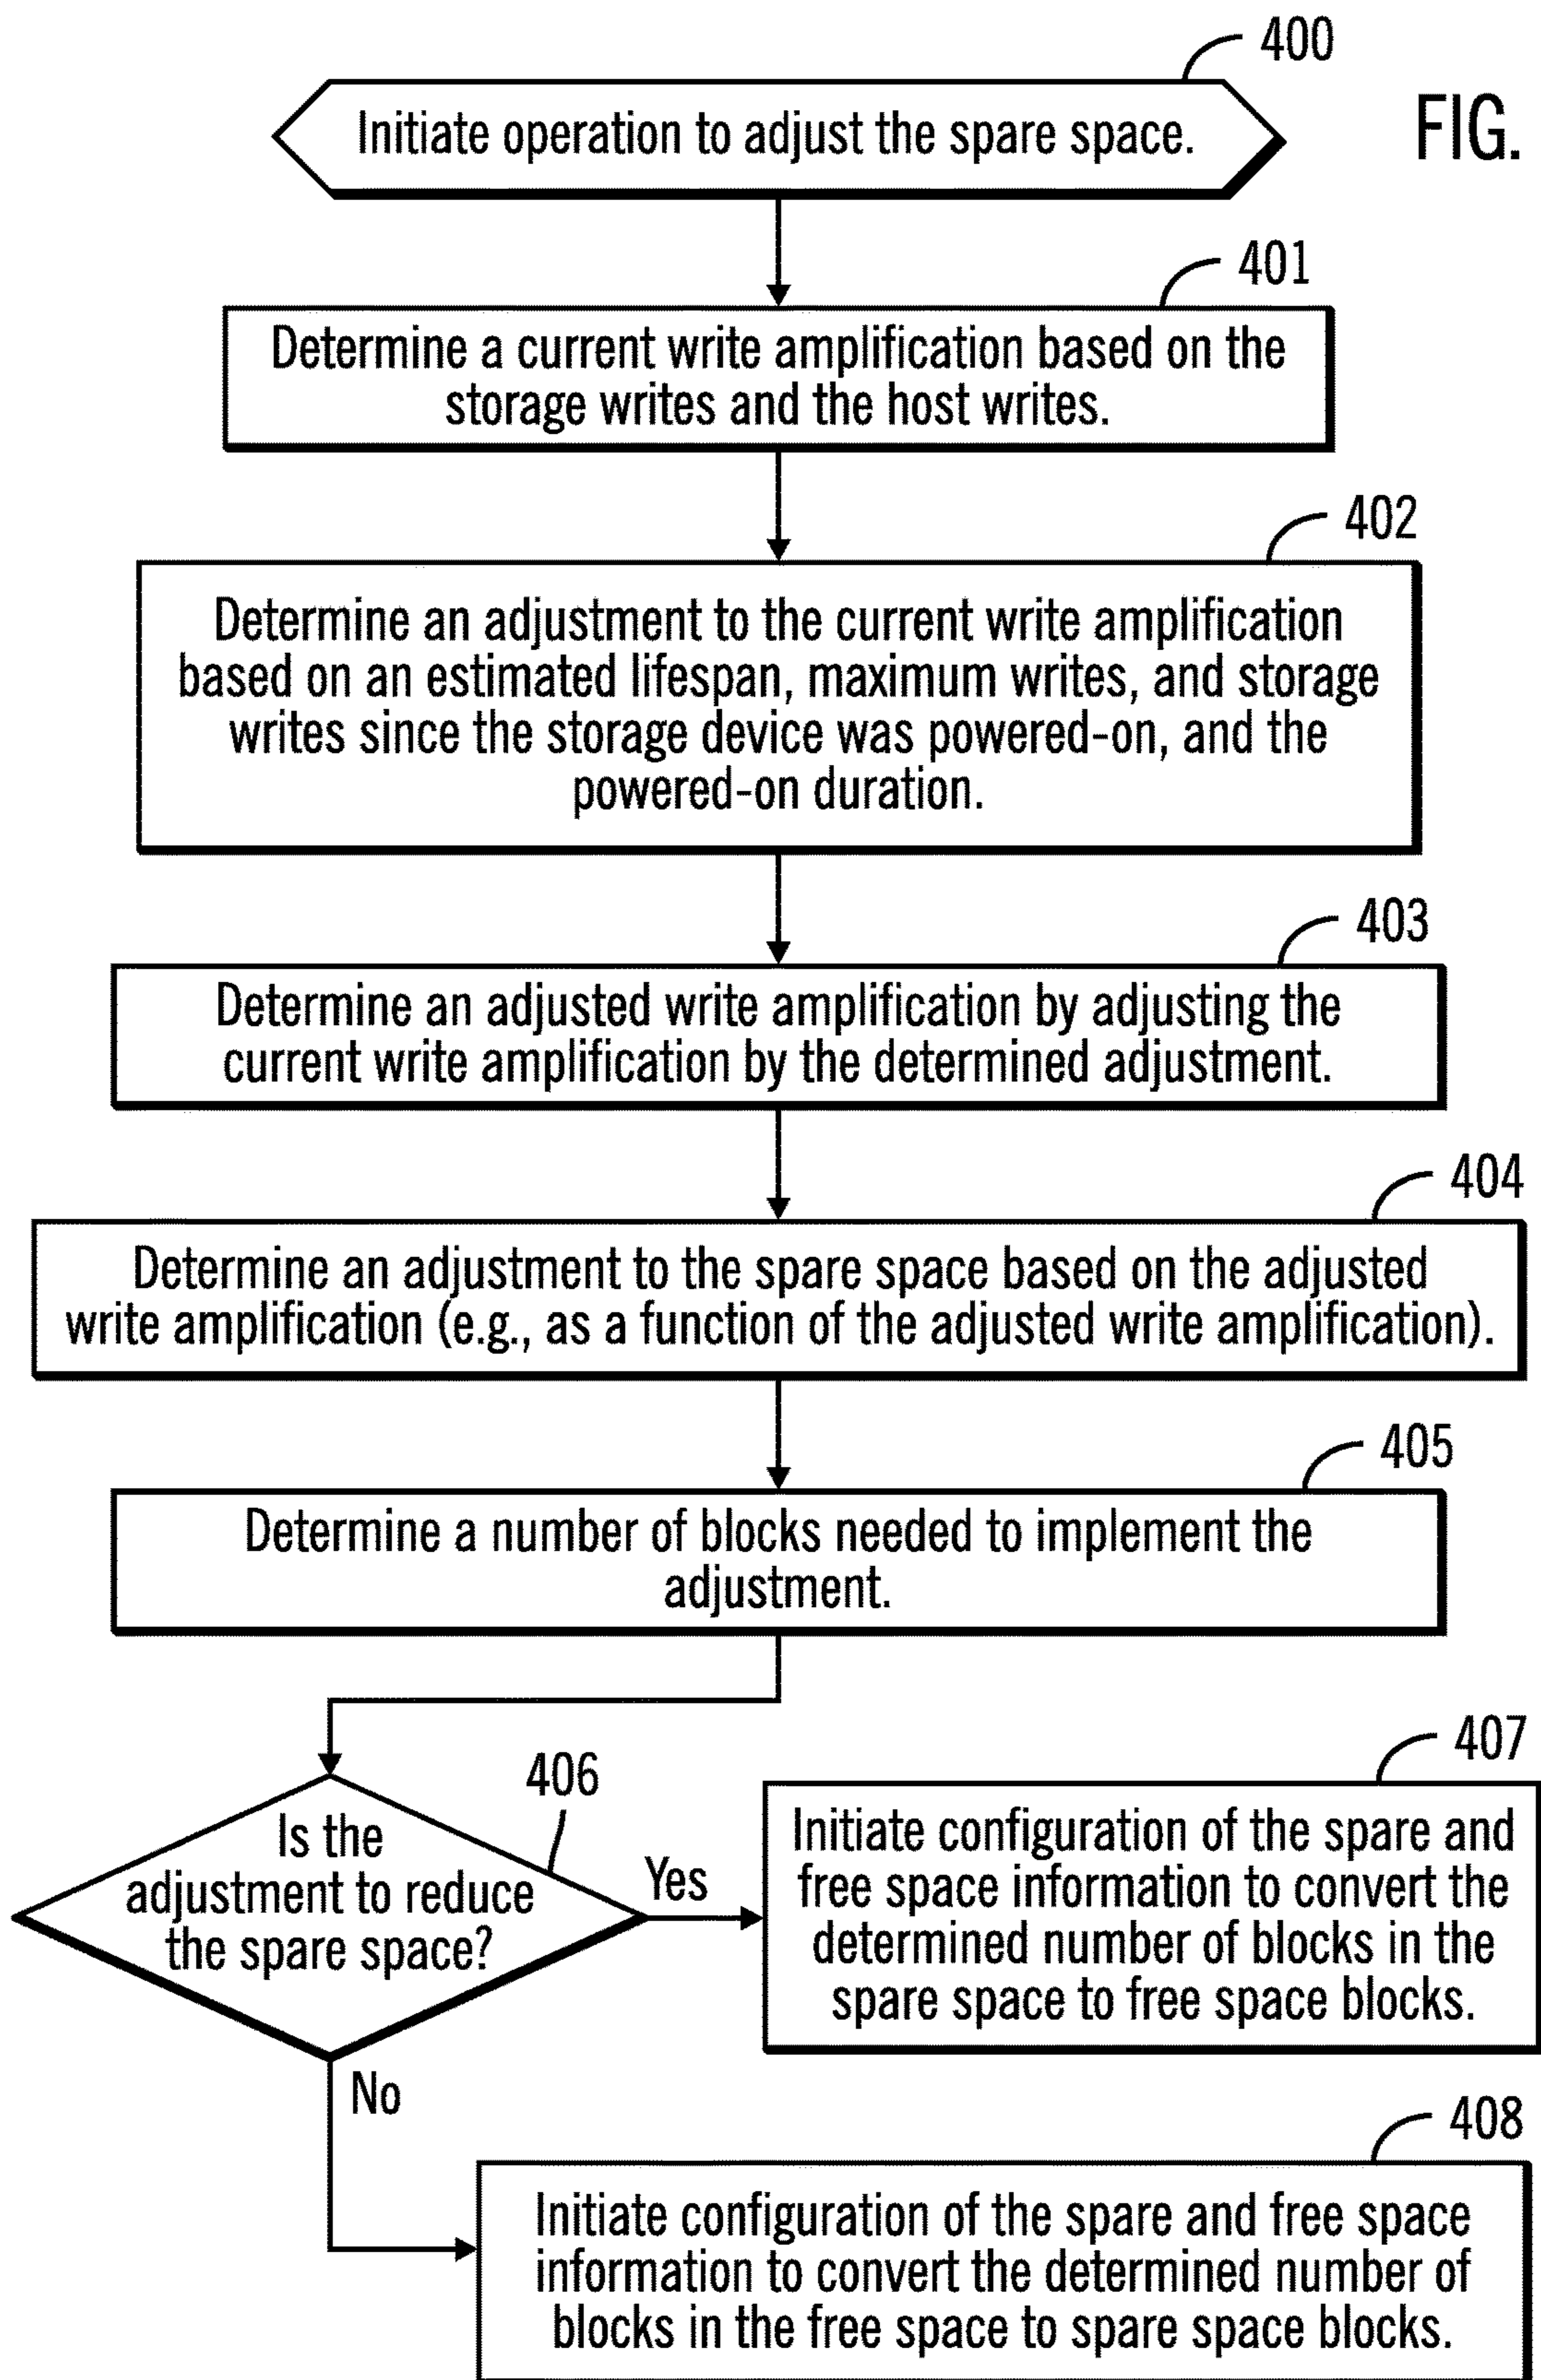 400
FIG.
Initiate operation to adjust the spare space.
401
Determine a current write amplification based on the
storage writes and the host writes.
402
Determine an adjustment to the current write amplification
based on an estimated lifespan, maximum writes, and storage
writes since the storage device was powered-on, and the
powered-on duration.
403
Determine an adjusted write amplification by adjusting the
current write amplification by the determined adjustment.
404
Determine an adjustment to the spare space based on the adjusted
write amplification (e.g., as a function of the adjusted write amplification).
405
Determine a number of blocks needed to implement the
adjustment.
406
Is the
adjustment to reduce
the spare space?
Yes
407
Initiate configuration of the spare and
free space information to convert the
determined number of blocks in the
spare space to free space blocks.
No
408
Initiate configuration of the spare and free space
information to convert the determined number of
blocks in the free space to spare space blocks.